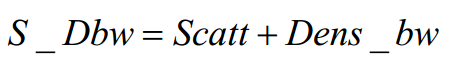 S _ Dbw = Scatt + Dens _ bw